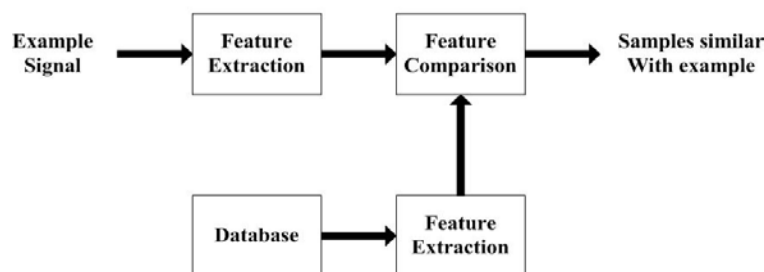 Example
Signal
Feature
Extraction
Feature
Comparison
Samples similar
With example
Database
Feature
Extraction